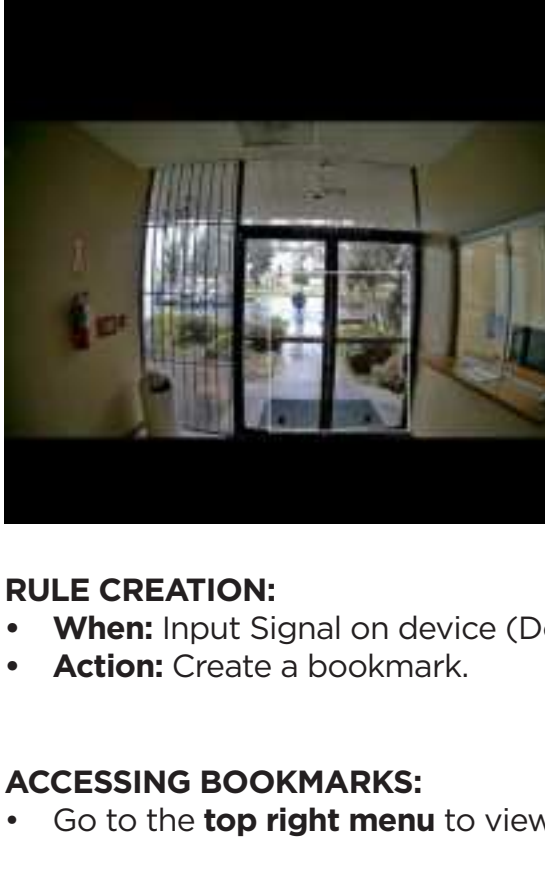 RULE CREATION:
• When: Input Signal on device (D
• Action: Create a bookmark.
ACCESSING BOOKMARKS:
• Go to the top right menu to view